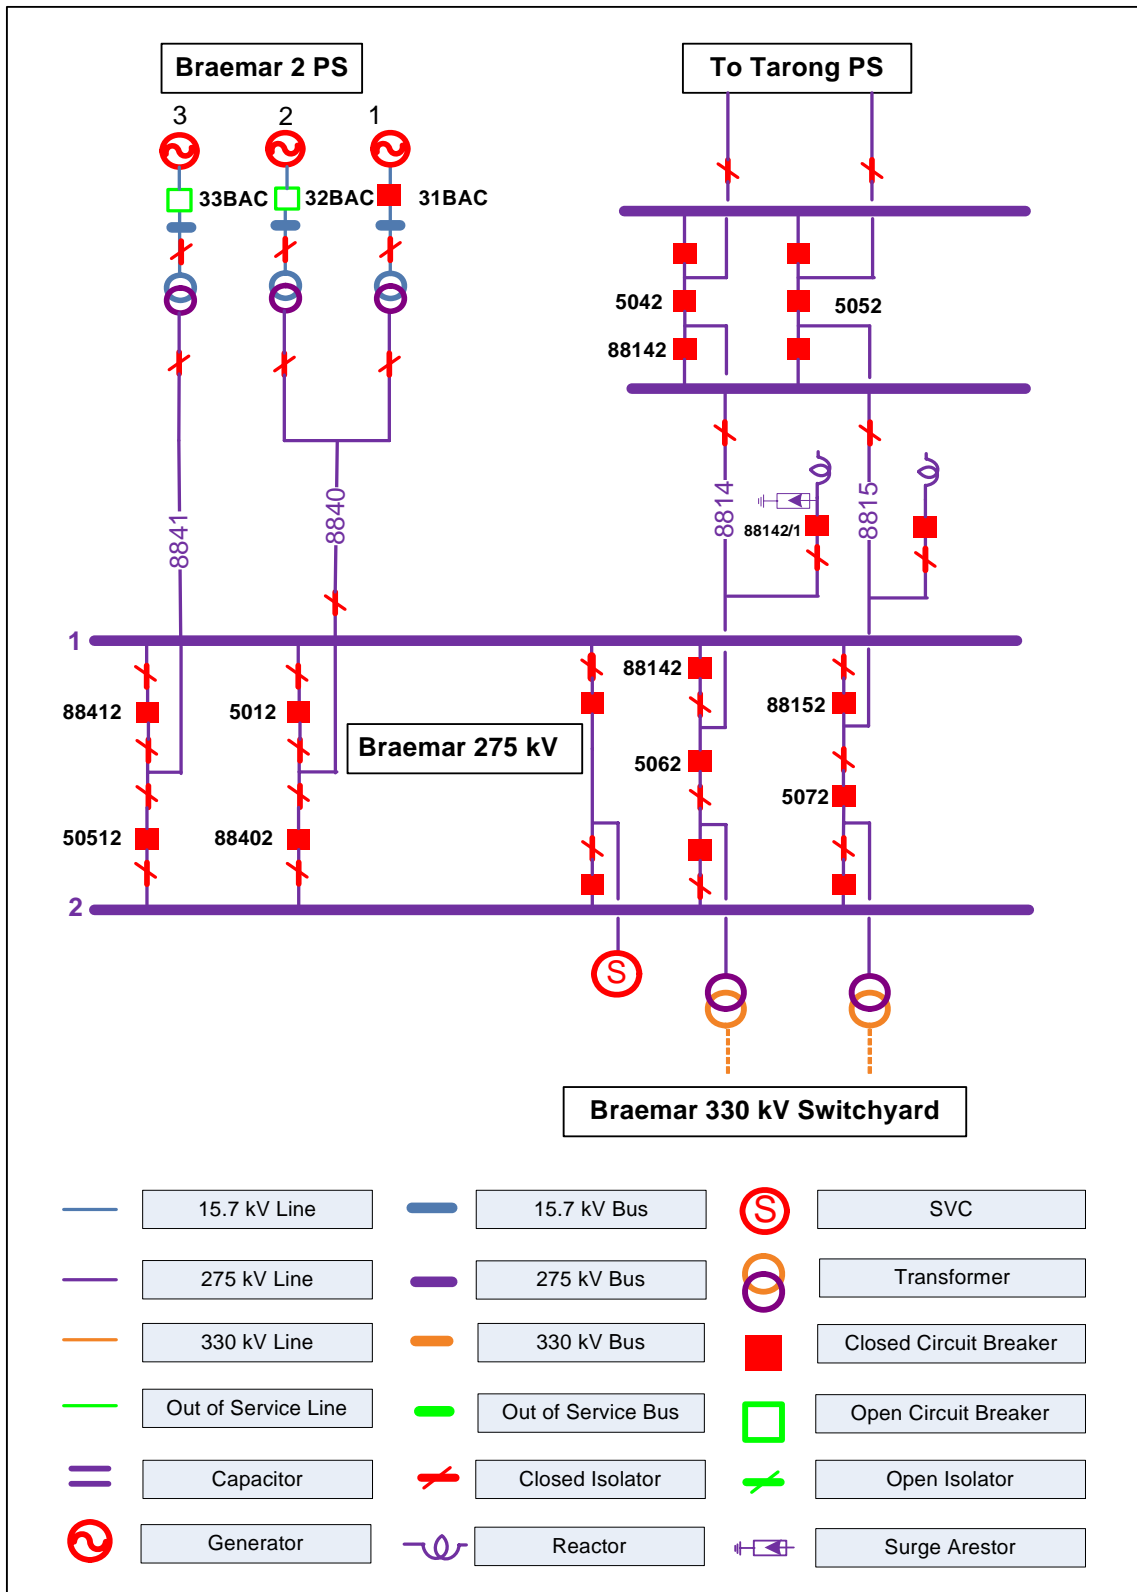 Braemar 2 PS
To Tarong PS
3
2
1
33BAC
32BAC
31BAC
5042
5052
88142
8841
8840
8814
88142/1
8815
1
88412
5012
88142
88152
Braemar 275 kV
5062
5072
50512
88402
2
S
Braemar 330 kV Switchyard
15.7 kV Line
15.7 kV Bus
S
SVC
275 kV Line
275 kV Bus
Transformer
330 kV Line
330 kV Bus
Closed Circuit Breaker
Out of Service Line
Out of Service Bus
Open Circuit Breaker
Capacitor
Closed Isolator
Open Isolator
Generator
Reactor
Surge Arestor